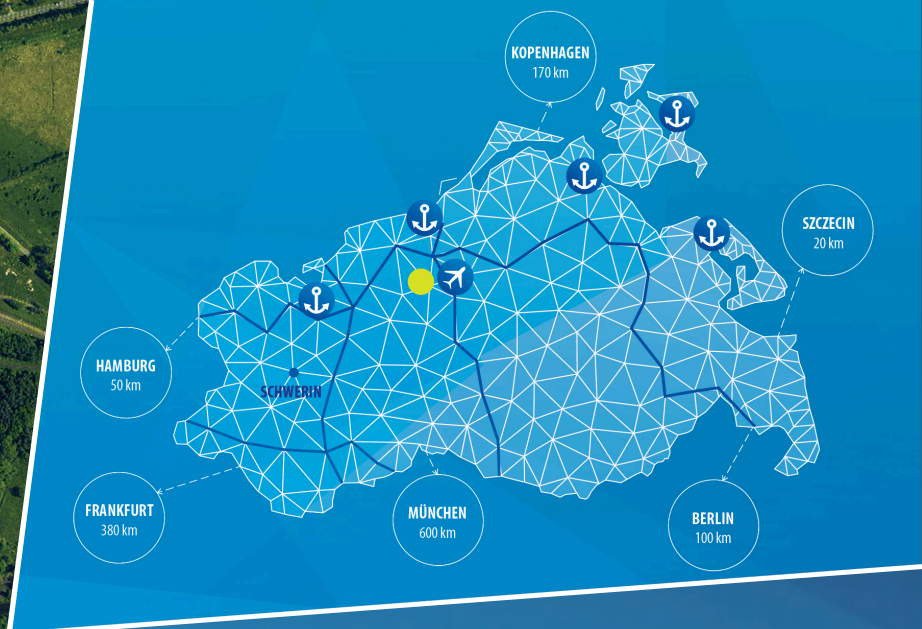 KOPENHAGEN
170 km
SZCZECIN
20 km
HAMBURG
50 km
SCHWERIN
FRANKFURT
380 km
MÜNCHEN
600 km
BERLIN
100 km